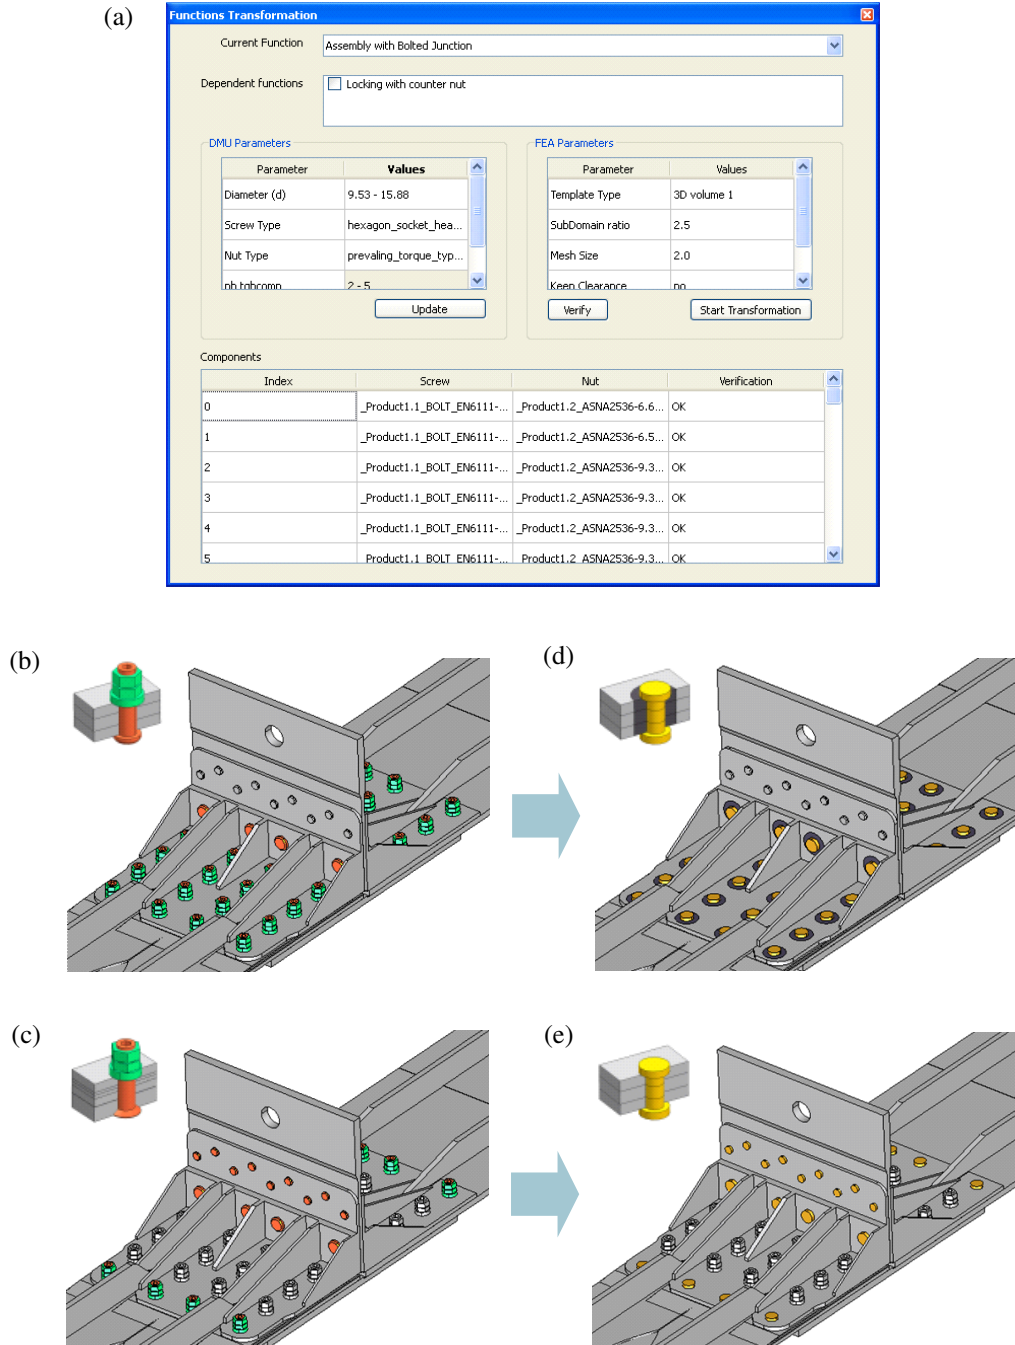 (a)
Functions Transformation
Current Function
Assembly with Bolted Junction
Dependent functions
Locking with counter nut
DMU Parameters
FEA Parameters
Parameter Values
Parameter Values
Diameter (d) 9.53 - 15.88
Template Type 3D volume 1
Screw Type hexagon_socket_hea...
SubDomain ratio 2.5
Nut Type prevaling_torque_typ...
Mesh Size 2.0
nb tghcomp 2 - 5
Keep Clearance no
Update
Verify
Start Transformation
Components
Index Screw Nut Verification
0 _Product1.1_BOLT_EN6111-... _Product1.2_ASNA2536-6.6... OK
1 _Product1.1_BOLT_EN6111-... _Product1.2_ASNA2536-6.5... OK
2 _Product1.1_BOLT_EN6111-... _Product1.2_ASNA2536-9.3... OK
3 _Product1.1_BOLT_EN6111-... _Product1.2_ASNA2536-9.3... OK
4 _Product1.1_BOLT_EN6111-... _Product1.2_ASNA2536-9.3... OK
5 _Product1.1_BOLT_EN6111-... _Product1.2_ASNA2536-9.3... OK
(b)
(d)
(c)
(e)